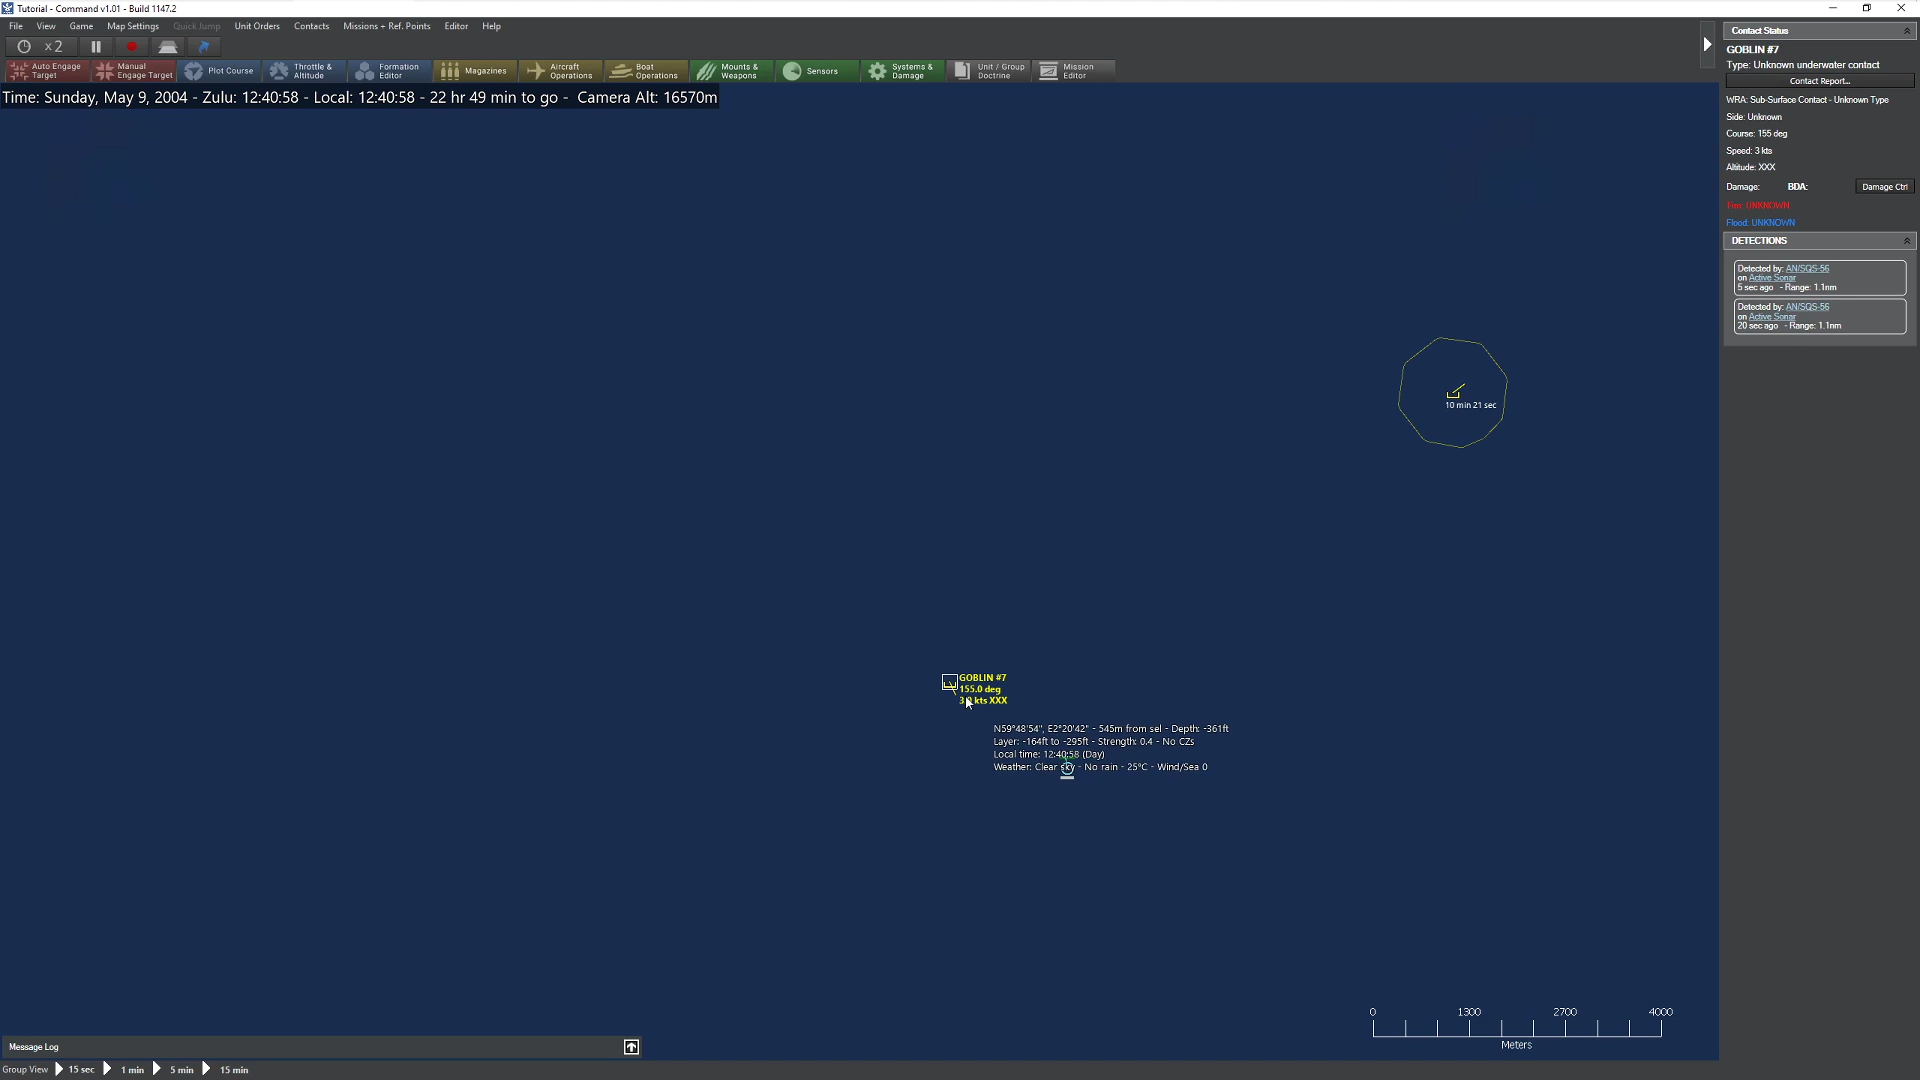 Tutorial - Command v1.01 - Build 1147.2
File View Game Map Settings Quick Jump Unit Orders Contacts Missions + Ref. Points Editor Help
x 2
Auto Engage Target
Manual Engage Target
Plot Course
Throttle & Altitude
Formation Editor
Magazines
Aircraft Operations
Boat Operations
Mounts & Weapons
Sensors
Systems & Damage
Unit / Group Doctrine
Mission Editor
Time: Sunday, May 9, 2004 - Zulu: 12:40:58 - Local: 12:40:58 - 22 hr 49 min to go - Camera Alt: 16570m
Contact Status
GOBLIN #7
Type: Unknown underwater contact
Contact Report...
WRA: Sub-Surface Contact - Unknown Type
Side: Unknown
Course: 155 deg
Speed: 3 kts
Altitude: XXX
Damage: BDA: Damage Ctrl
Fire: UNKNOWN
Flood: UNKNOWN
DETECTIONS
Detected by: AN/SQS-56
on Active Sonar
5 sec ago - Range: 1.1nm
Detected by: AN/SQS-56
on Active Sonar
20 sec ago - Range: 1.1nm
10 min 21 sec
GOBLIN #7
155.0 deg
kts XXX
N59°48'54", E2°20'42" - 545m from sel - Depth: -361ft
Layer: -164ft to -295ft - Strength: 0.4 - No CZs
Local time: 12:40:58 (Day)
Weather: Clear sky - No rain - 25°C - Wind/Sea 0
0 1300 2700 4000
Meters
Message Log
Group View 15 sec 1 min 5 min 15 min